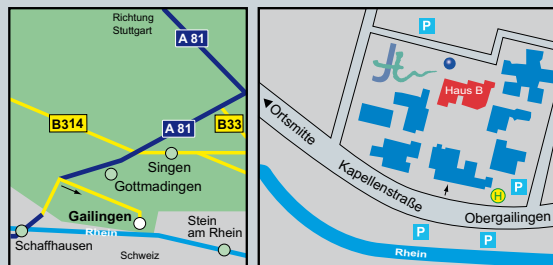 Richtung
Stuttgart
A 81
B314
A 81
B33
Singen
Gottmadingen
Gailingen
Stein
am Rhein
Rhein
Schaffhausen
Schweiz
P
Jt
Haus B
Ortsmitte
Kapellenstraße
H
P
Obergailingen
P
P
Rhein